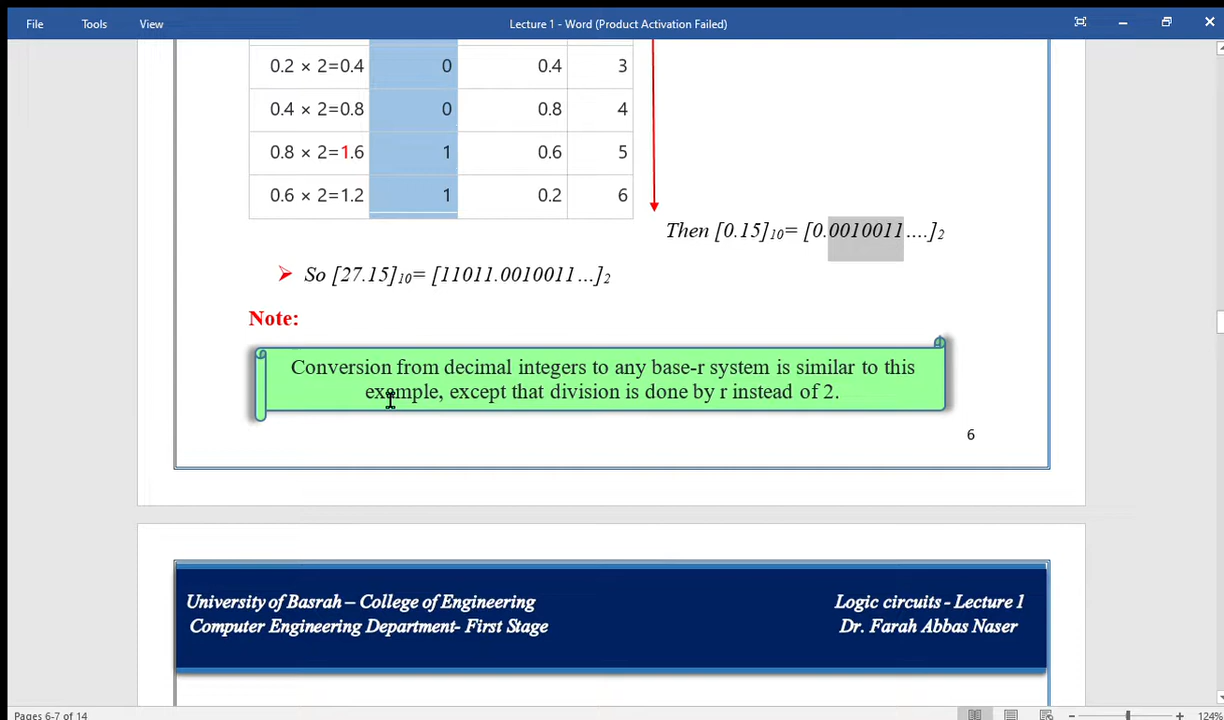 File Tools View Lecture 1 - Word (Product Activation Failed)
0.2 × 2=0.4 0 0.4 3
0.4 × 2=0.8 0 0.8 4
0.8 × 2=1.6 1 0.6 5
0.6 × 2=1.2 1 0.2 6
Then [0.15]10= [0.0010011....]2
So [27.15]10= [11011.0010011...]2
Note:
Conversion from decimal integers to any base-r system is similar to this
example, except that division is done by r instead of 2.
6
University of Basrah – College of Engineering Logic circuits - Lecture 1
Computer Engineering Department- First Stage Dr. Farah Abbas Naser
Pages 6-7 of 14 124%